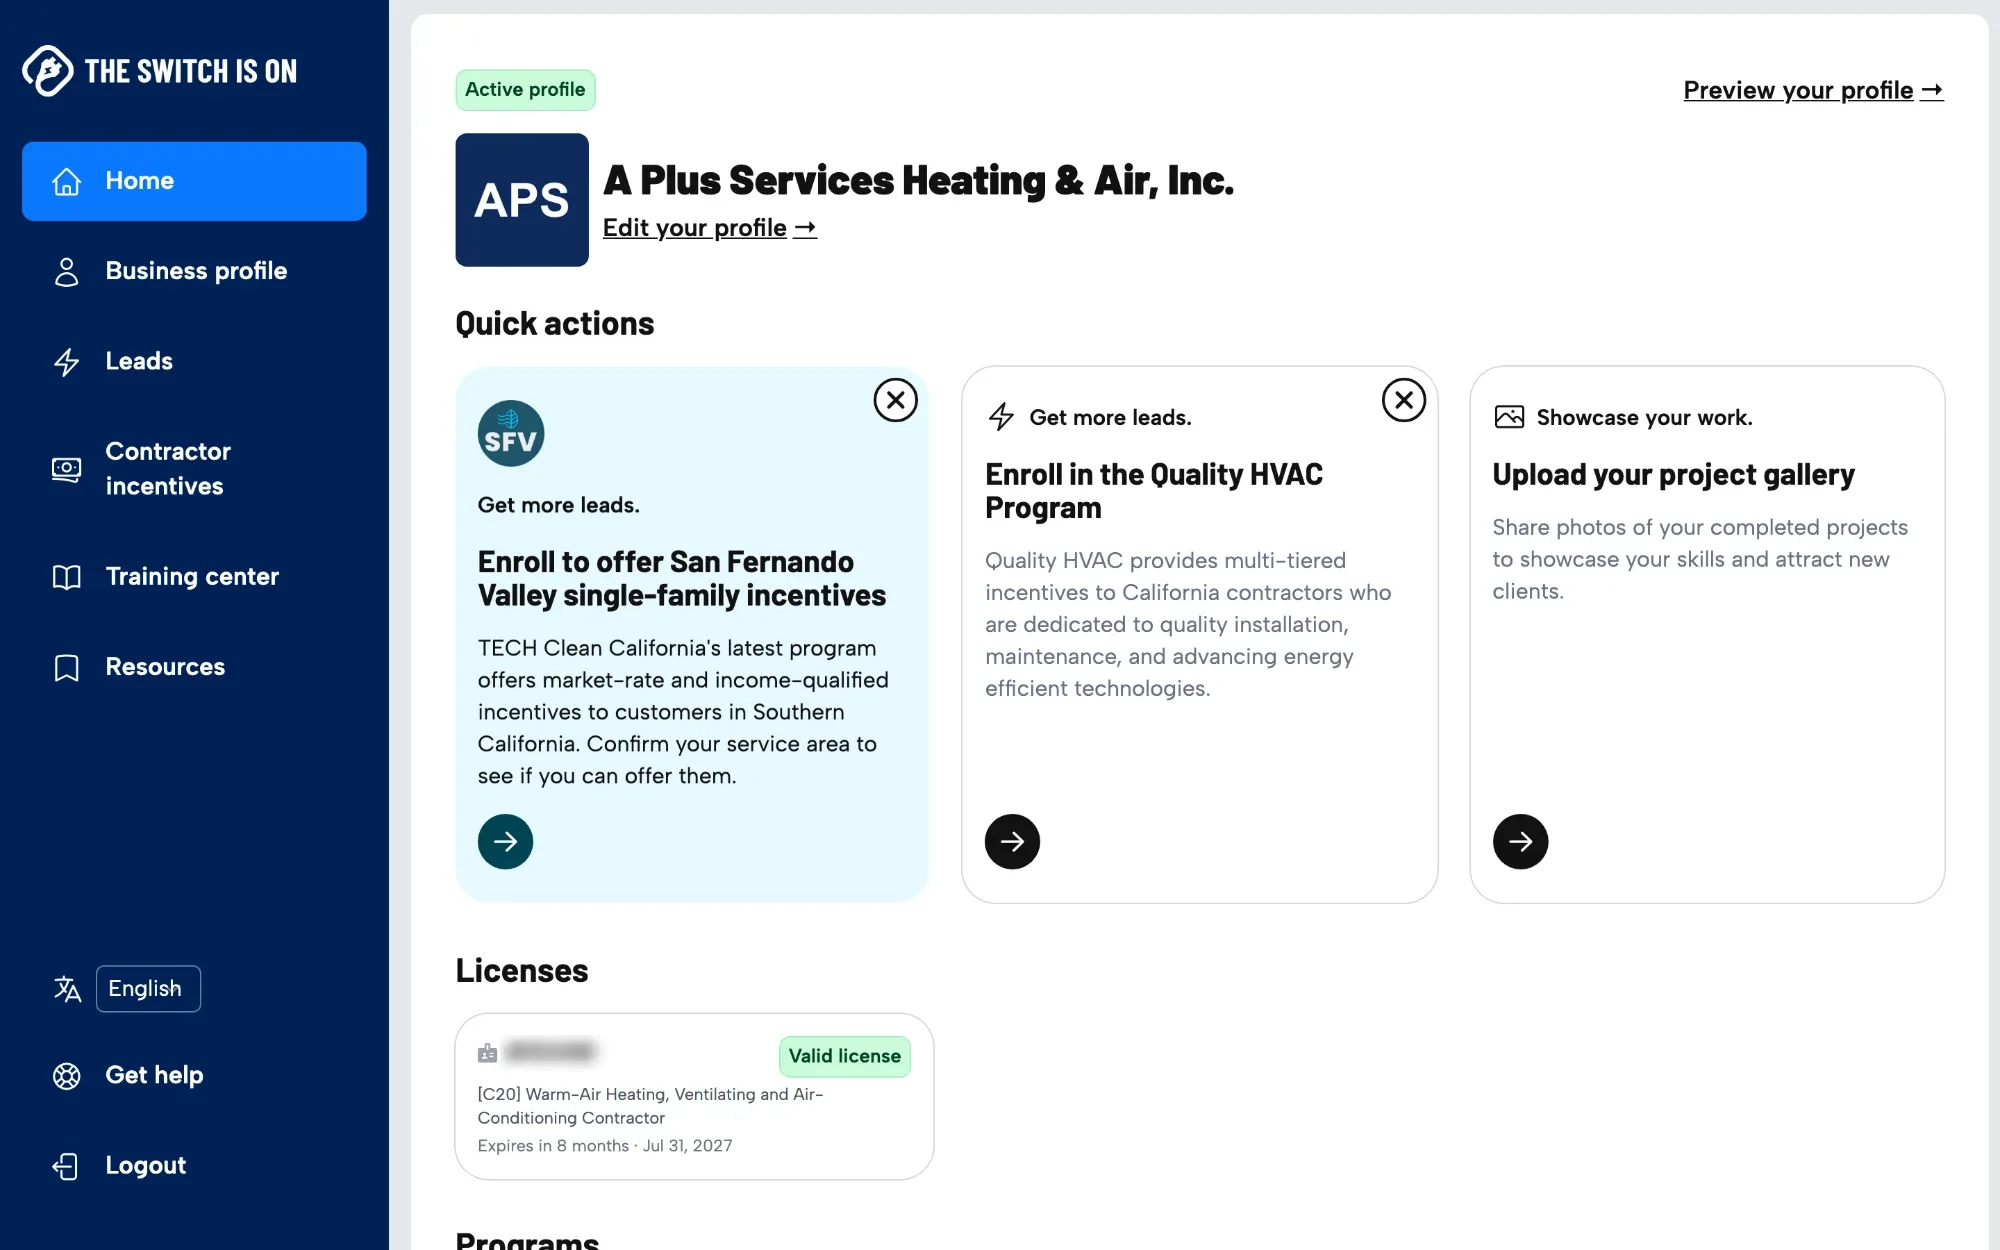 THE SWITCH IS ON
Home
Business profile
Leads
Contractor
incentives
Training center
Resources
English
Get help
Logout
Active profile
Preview your profile →
APS
A Plus Services Heating & Air, Inc.
Edit your profile →
Quick actions
SFV
Get more leads.
Enroll to offer San Fernando
Valley single-family incentives
TECH Clean California's latest program
offers market-rate and income-qualified
incentives to customers in Southern
California. Confirm your service area to
see if you can offer them.
Get more leads.
Enroll in the Quality HVAC
Program
Quality HVAC provides multi-tiered
incentives to California contractors who
are dedicated to quality installation,
maintenance, and advancing energy
efficient technologies.
Showcase your work.
Upload your project gallery
Share photos of your completed projects
to showcase your skills and attract new
clients.
Licenses
Valid license
[C20] Warm-Air Heating, Ventilating and Air-
Conditioning Contractor
Expires in 8 months · Jul 31, 2027
Programs